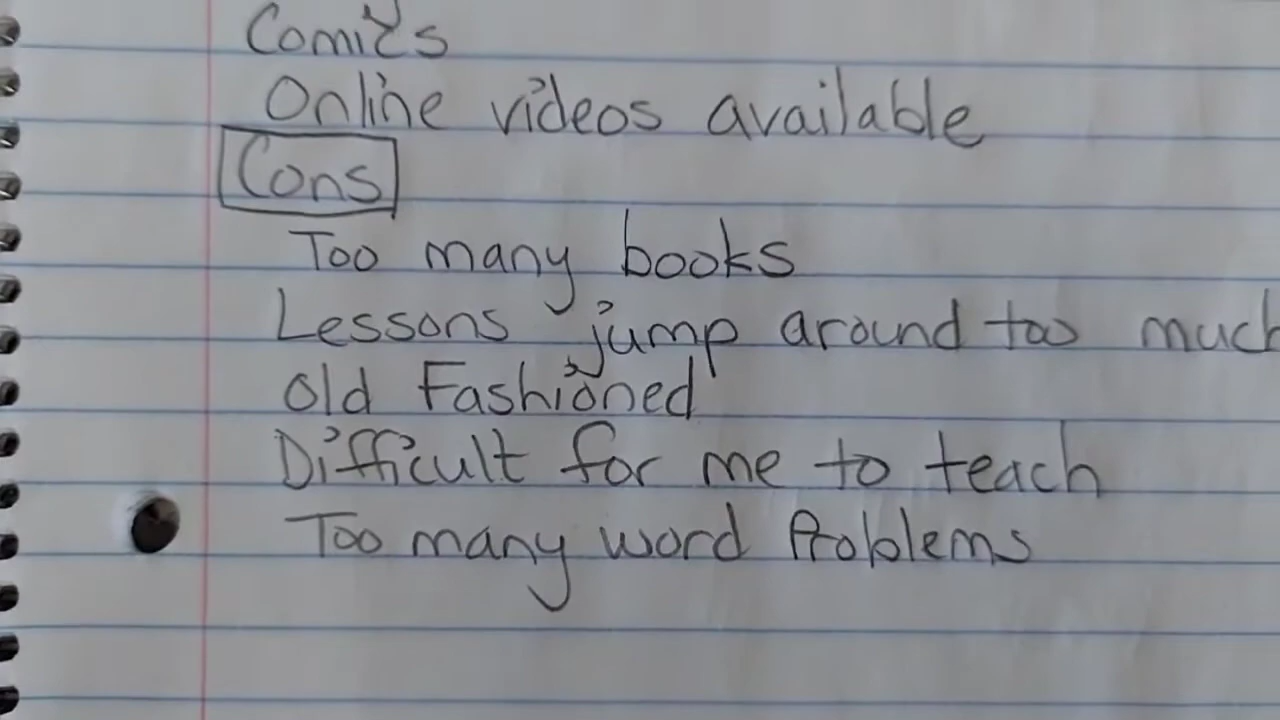 Comics
Online videos available
Cons
Too many books
Lessons jump around too much
Old Fashioned
Difficult for me to teach
Too many word Problems